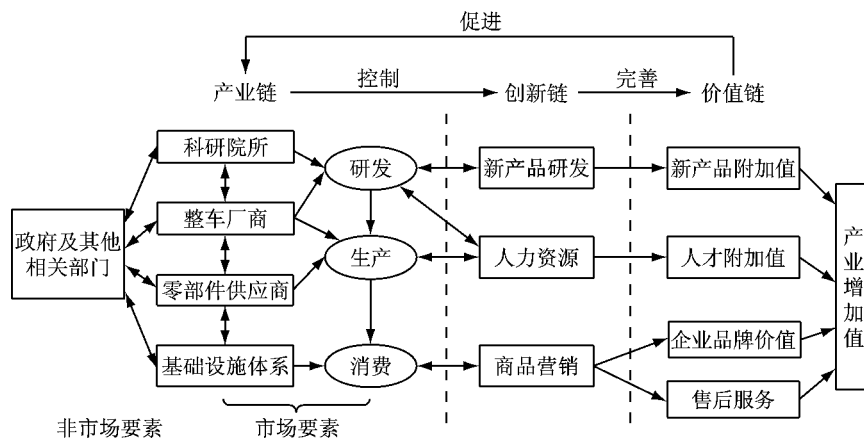 促进
产业链 控制 创新链 完善 价值链
科研院所 研发 新产品研发 新产品附加值
整车厂商
政府及其他
相关部门
生产 人力资源 人才附加值
零部件供应商
产业增加值
企业品牌价值
基础设施体系 消费 商品营销
售后服务
非市场要素 市场要素